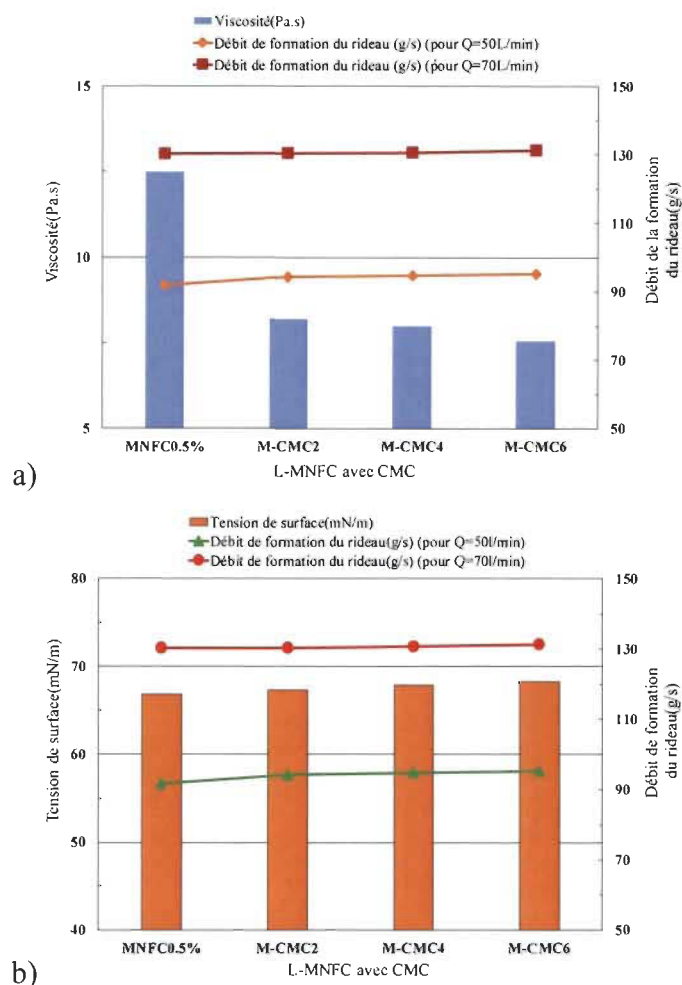 Viscosité(Pa.s)
Débit de formation du rideau (g/s) (pour Q=50L/min)
Débit de formation du rideau (g/s) (pour Q=70L/min)
15
10
5
Viscosité(Pa.s)
150
130
110
90
70
50
Débit de la formation
du rideau(g/s)
MNFC0.5% M-CMC2 M-CMC4 M-CMC6
L-MNFC avec CMC
a)
Tension de surface(mN/m)
Débit de formation du rideau(g/s) (pour Q=50l/min)
Débit de formation du rideau(g/s) (pour Q=70l/min)
80
70
60
50
40
Tension de surface(mN/m)
150
130
110
90
70
50
Débit de formation
du rideau(g/s)
MNFC0.5% M-CMC2 M-CMC4 M-CMC6
L-MNFC avec CMC
b)